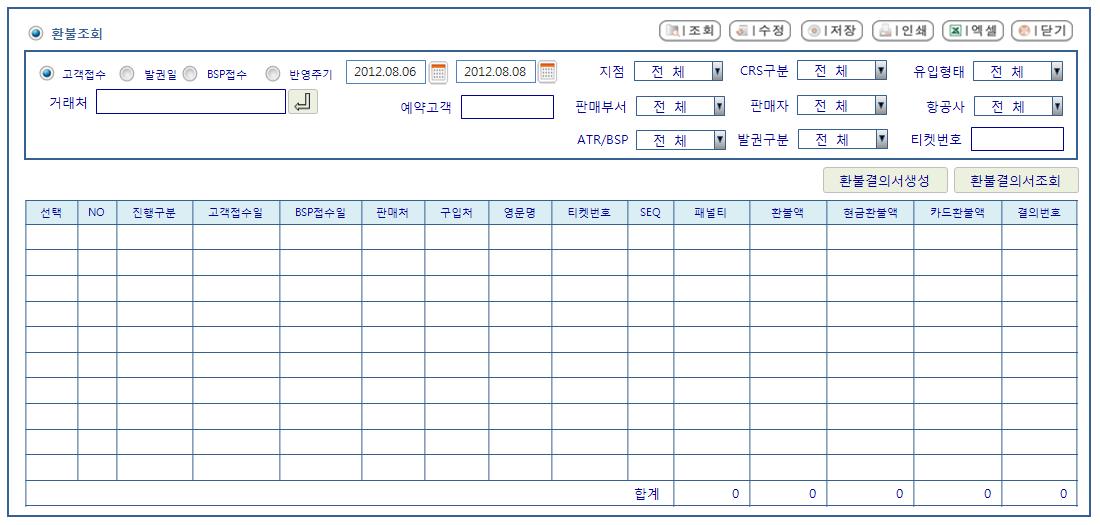 환불조회 조회 수정 저장 인쇄 엑셀 닫기
고객접수 발권일 BSP접수 반영주기 2012.08.06 2012.08.08 지점 전 체 CRS구분 전 체 유입형태 전 체
거래처 예약고객 판매부서 전 체 판매자 전 체 항공사 전 체
ATR/BSP 전 체 발권구분 전 체 티켓번호
환불결의서생성 환불결의서조회
선택 NO 진행구분 고객접수일 BSP접수일 판매처 구입처 영문명 티켓번호 SEQ 패널티 환불액 현금환불액 카드환불액 결의번호
합계 0 0 0 0 0